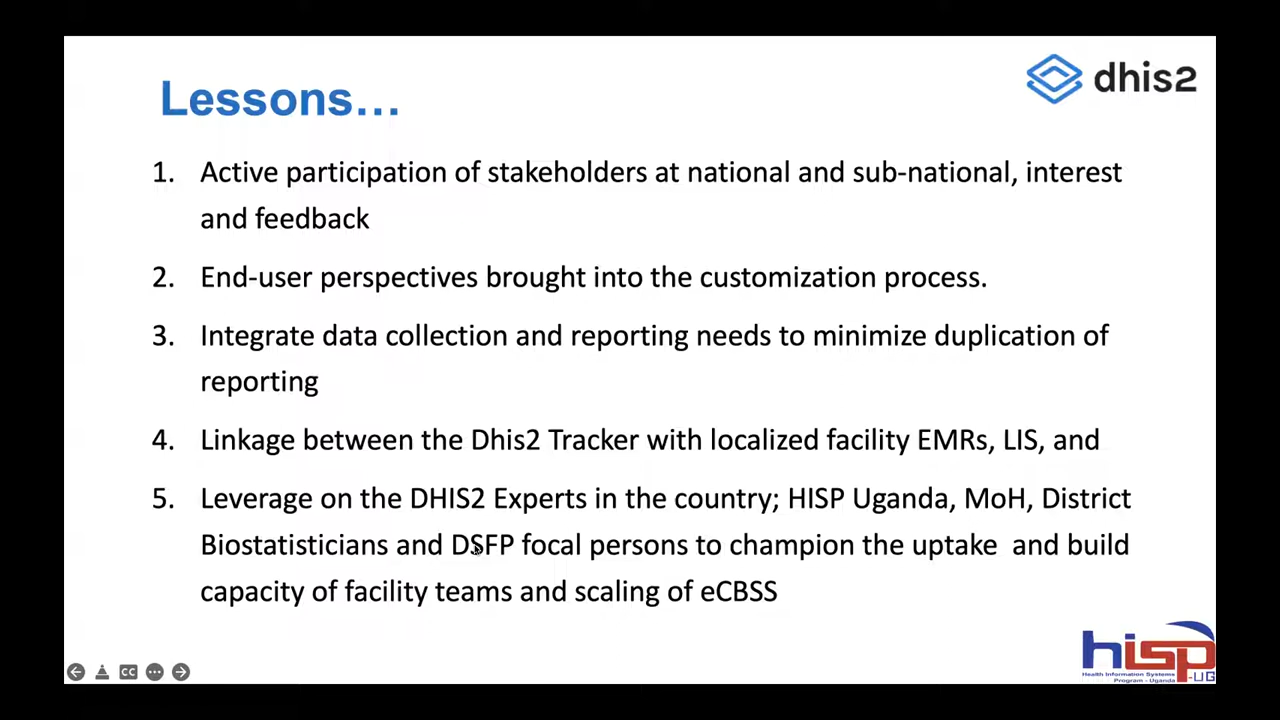 dhis2
Lessons...
1. Active participation of stakeholders at national and sub-national, interest
and feedback
2. End-user perspectives brought into the customization process.
3. Integrate data collection and reporting needs to minimize duplication of
reporting
4. Linkage between the Dhis2 Tracker with localized facility EMRs, LIS, and
5. Leverage on the DHIS2 Experts in the country; HISP Uganda, MoH, District
Biostatisticians and DSFP focal persons to champion the uptake  and build
capacity of facility teams and scaling of eCBSS
hisp
Health Information Systems
Program - Uganda
-UG
CC